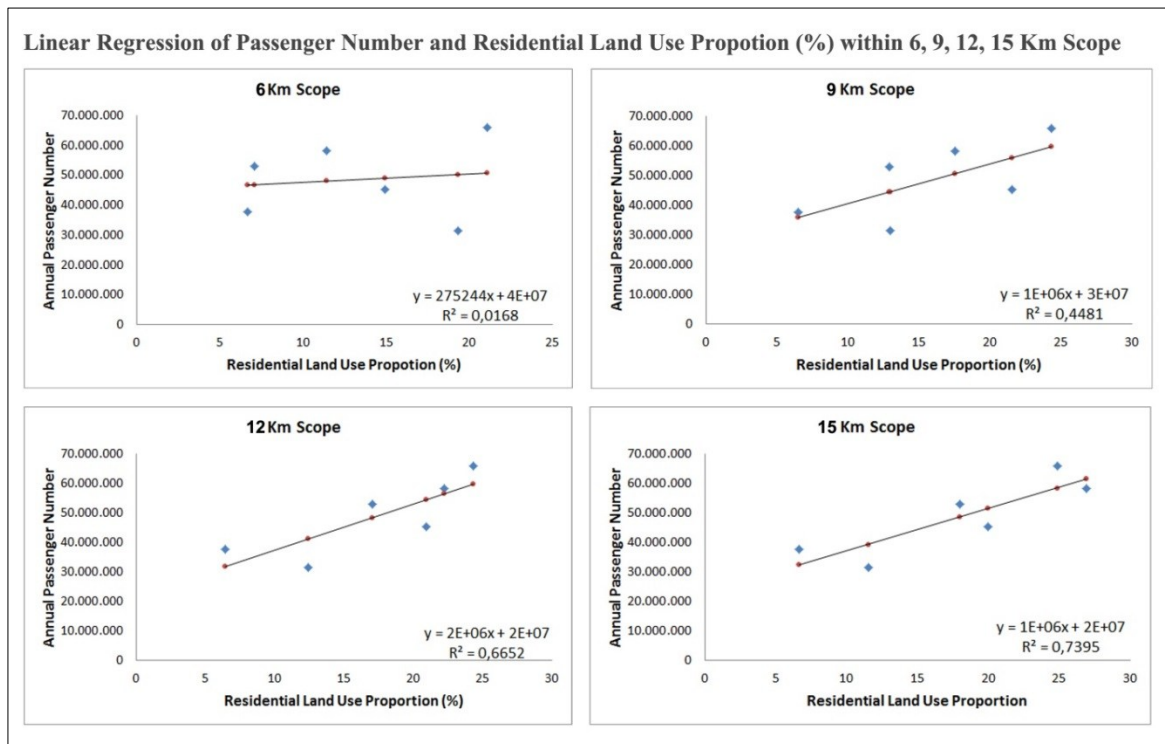 Linear Regression of Passenger Number and Residential Land Use Propotion (%) within 6, 9, 12, 15 Km Scope
6 Km Scope
Annual Passenger Number
70.000.000
60.000.000
50.000.000
40.000.000
30.000.000
20.000.000
10.000.000
0
y = 275244x + 4E+07
R² = 0,0168
0 5 10 15 20 25
Residential Land Use Propotion (%)
9 Km Scope
Annual Passenger Number
70.000.000
60.000.000
50.000.000
40.000.000
30.000.000
20.000.000
10.000.000
0
y = 1E+06x + 3E+07
R² = 0,4481
0 5 10 15 20 25 30
Residential Land Use Propotion (%)
12 Km Scope
Annual Passenger Number
70.000.000
60.000.000
50.000.000
40.000.000
30.000.000
20.000.000
10.000.000
0
y = 2E+06x + 2E+07
R² = 0,6652
0 5 10 15 20 25 30
Residential Land Use Proportion (%)
15 Km Scope
Annual Passenger Number
70.000.000
60.000.000
50.000.000
40.000.000
30.000.000
20.000.000
10.000.000
0
y = 1E+06x + 2E+07
R² = 0,7395
0 5 10 15 20 25 30
Residential Land Use Proportion